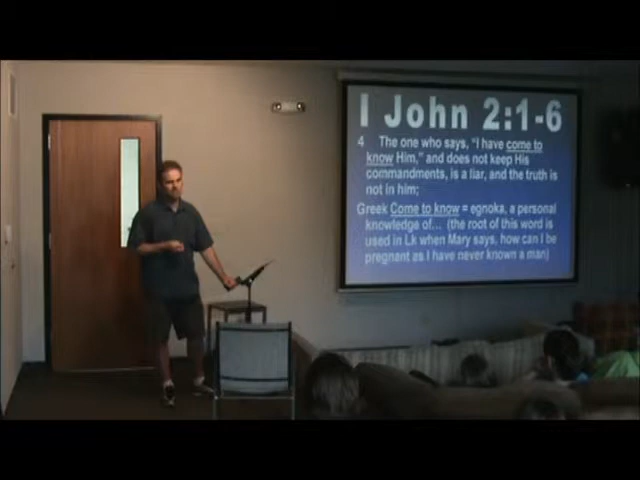 I John 2:1-6
4 The one who says, "I have come to
know Him," and does not keep His
commandments, is a liar, and the truth is
not in him;
Greek Come to know = egnoka, a personal
knowledge of... (the root of this word is
used in Lk when Mary says, how can I be
pregnant as I have never known a man)